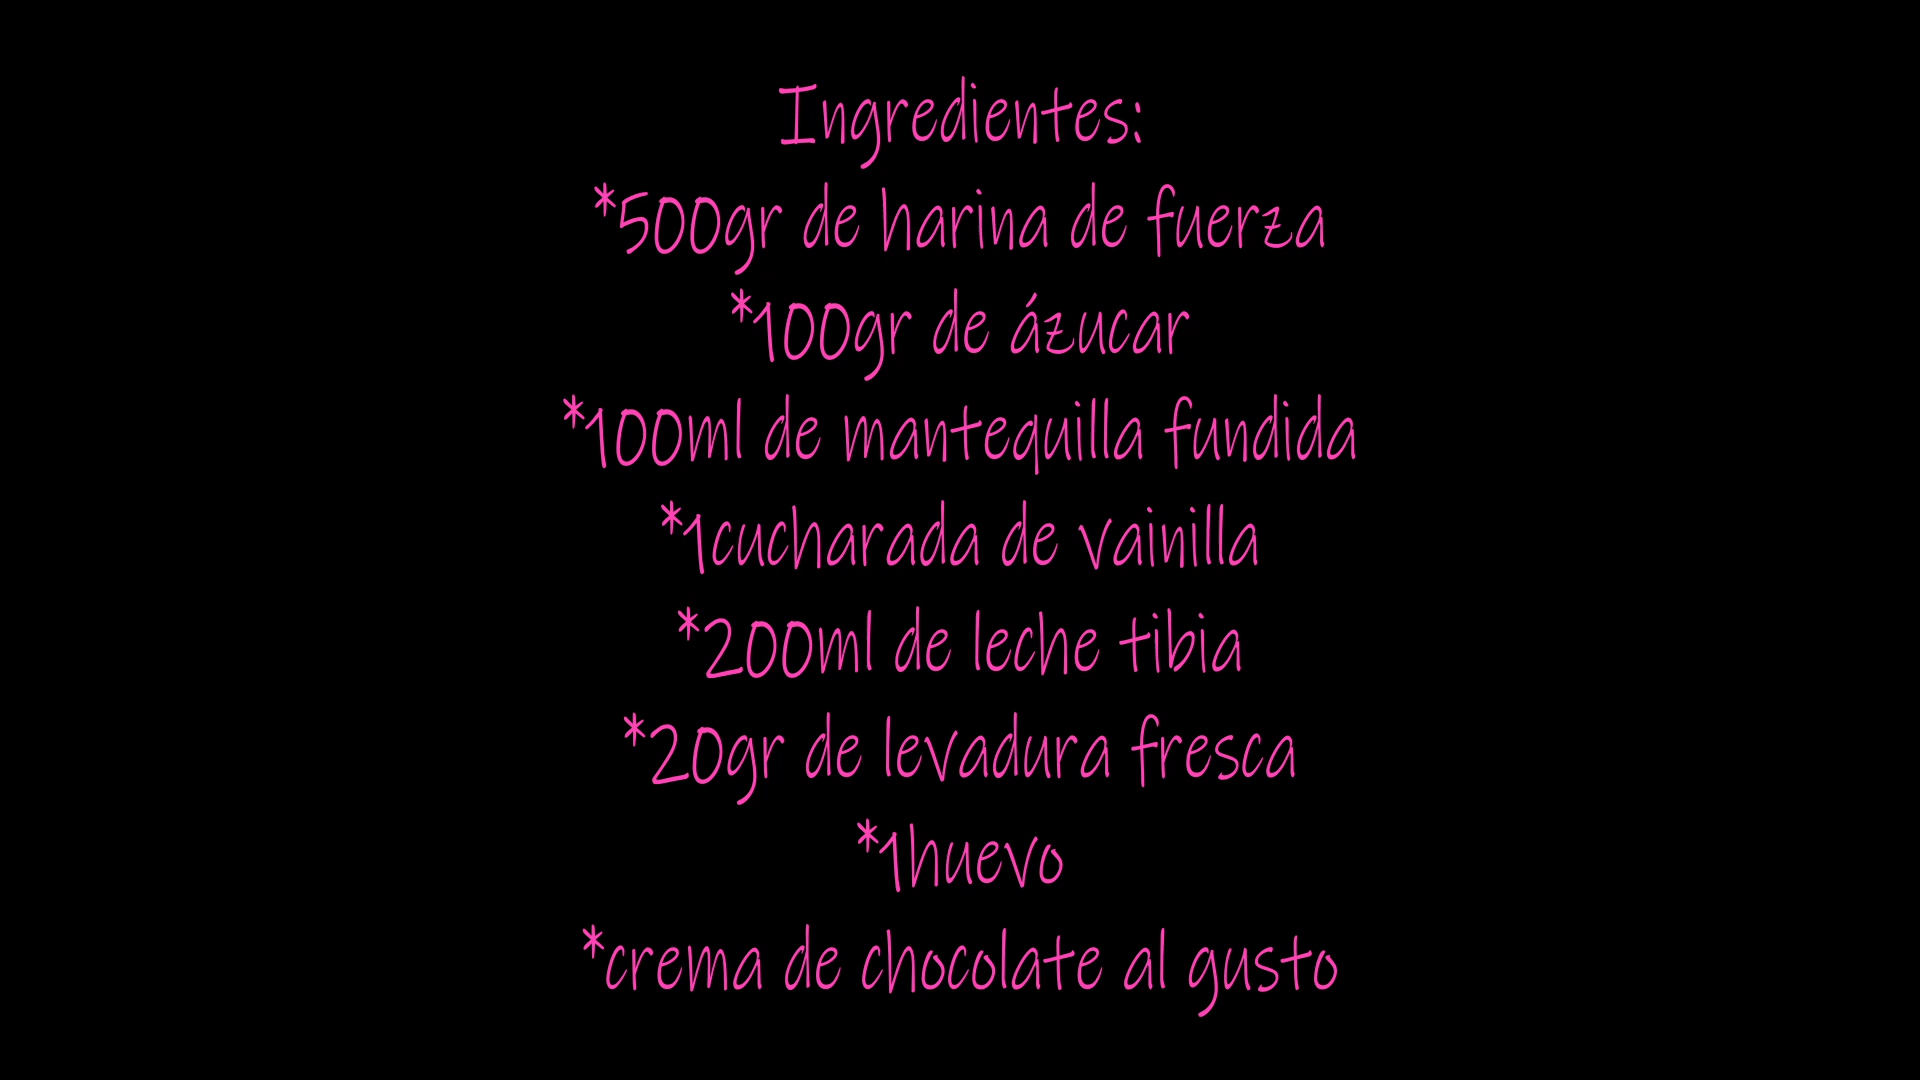 Ingredientes:
*500gr de harina de fuerza
*100gr de ázucar
*100ml de mantequilla fundida
*1cucharada de vainilla
*200ml de leche tibia
*20gr de levadura fresca
*1huevo
*crema de chocolate al gusto